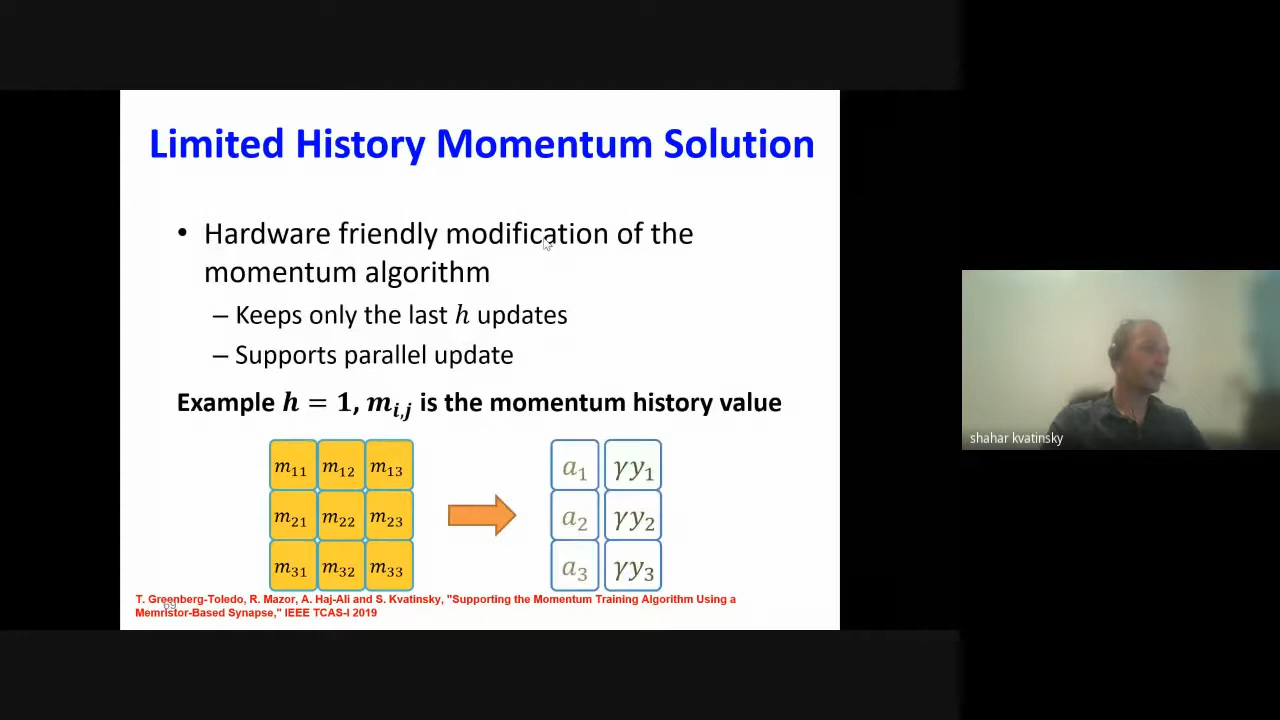 Limited History Momentum Solution
• Hardware friendly modification of the
momentum algorithm
– Keeps only the last h updates
– Supports parallel update
Example h = 1, m_{i,j} is the momentum history value
m₁₁ m₁₂ m₁₃ a₁ γy₁
m₂₁ m₂₂ m₂₃ a₂ γy₂
m₃₁ m₃₂ m₃₃ a₃ γy₃
T. Greenberg-Toledo, R. Mazor, A. Haj-Ali and S. Kvatinsky, "Supporting the Momentum Training Algorithm Using a
Memristor-Based Synapse," IEEE TCAS-I 2019
69
shahar kvatinsky